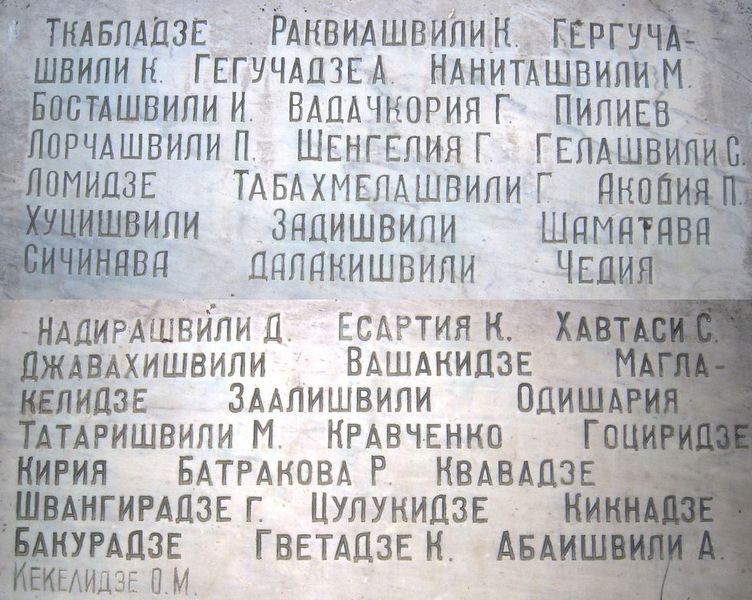 ТКАБЛАДЗЕ РАКВИАШВИЛИ К. ГЕРГУЧА-
ШВИЛИ К. ГЕГУЧАДЗЕ А. НАНИТАШВИЛИ М.
БОСТАШВИЛИ И. ВАДАЧКОРИЯ Г. ПИЛИЕВ
ЛОРЧАШВИЛИ П. ШЕНГЕЛИЯ Г. ГЕЛАШВИЛИ С.
ЛОМИДЗЕ ТАБАХМЕЛАШВИЛИ Г. АКОБИЯ П.
ХУЦИШВИЛИ ЗАДИШВИЛИ ШАМАТАВА
СИЧИНАВА ДАЛАКИШВИЛИ ЧЕДИЯ
НАДИРАШВИЛИ Д. ЕСАРТИЯ К. ХАВТАСИ С.
ДЖАВАХИШВИЛИ ВАШАКИДЗЕ МАГЛА-
КЕЛИДЗЕ ЗААЛИШВИЛИ ОДИШАРИЯ
ТАТАРИШВИЛИ М. КРАВЧЕНКО ГОЦИРИДЗЕ
КИРИЯ БАТРАКОВА Р. КВАВАДЗЕ
ШВАНГИРАДЗЕ Г. ЦУЛУКИДЗЕ КИКНАДЗЕ
БАКУРАДЗЕ ГВЕТАДЗЕ К. АБАИШВИЛИ А.
КЕКЕЛИДЗЕ О.М.